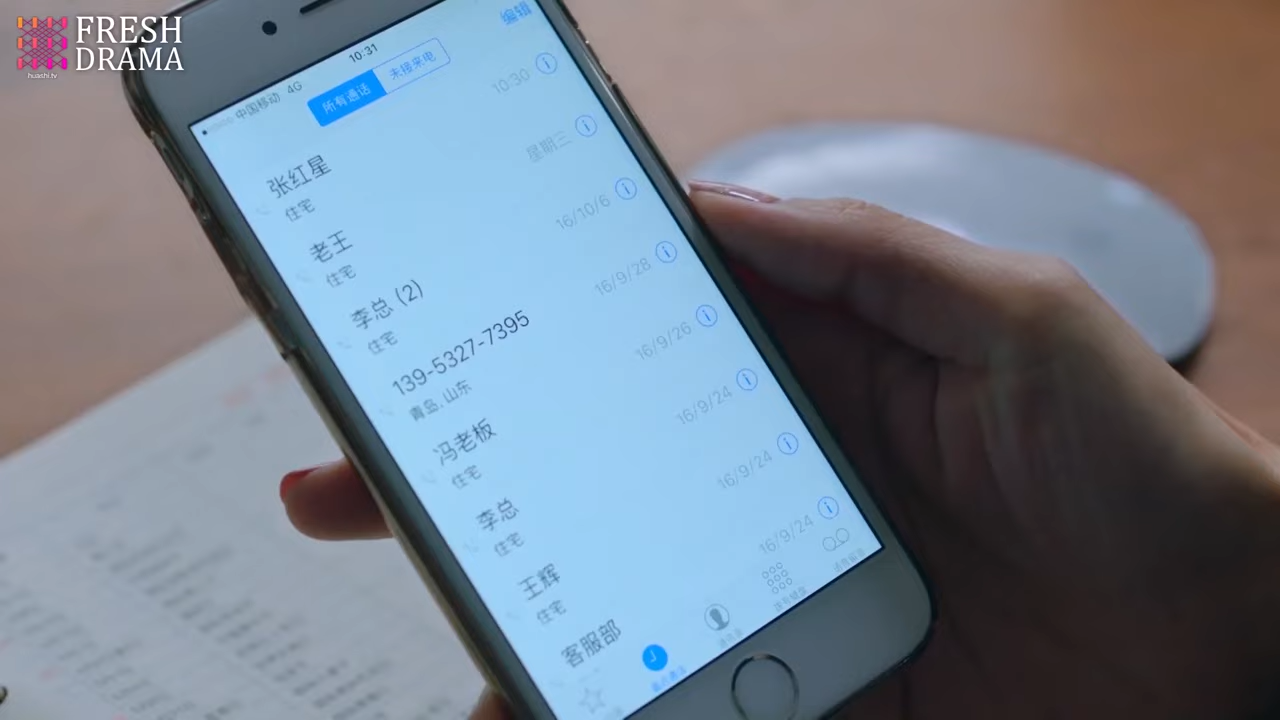 FRESH
DRAMA
huashi.tv
中国移动 4G
10:31
编辑
所有通话 未接来电
张红星
住宅
10:30
老王
住宅
星期三
李总 (2)
住宅
16/10/6
139-5327-7395
青岛, 山东
16/9/28
冯老板
住宅
16/9/26
李总
住宅
16/9/24
王辉
住宅
16/9/24
客服部
16/9/24